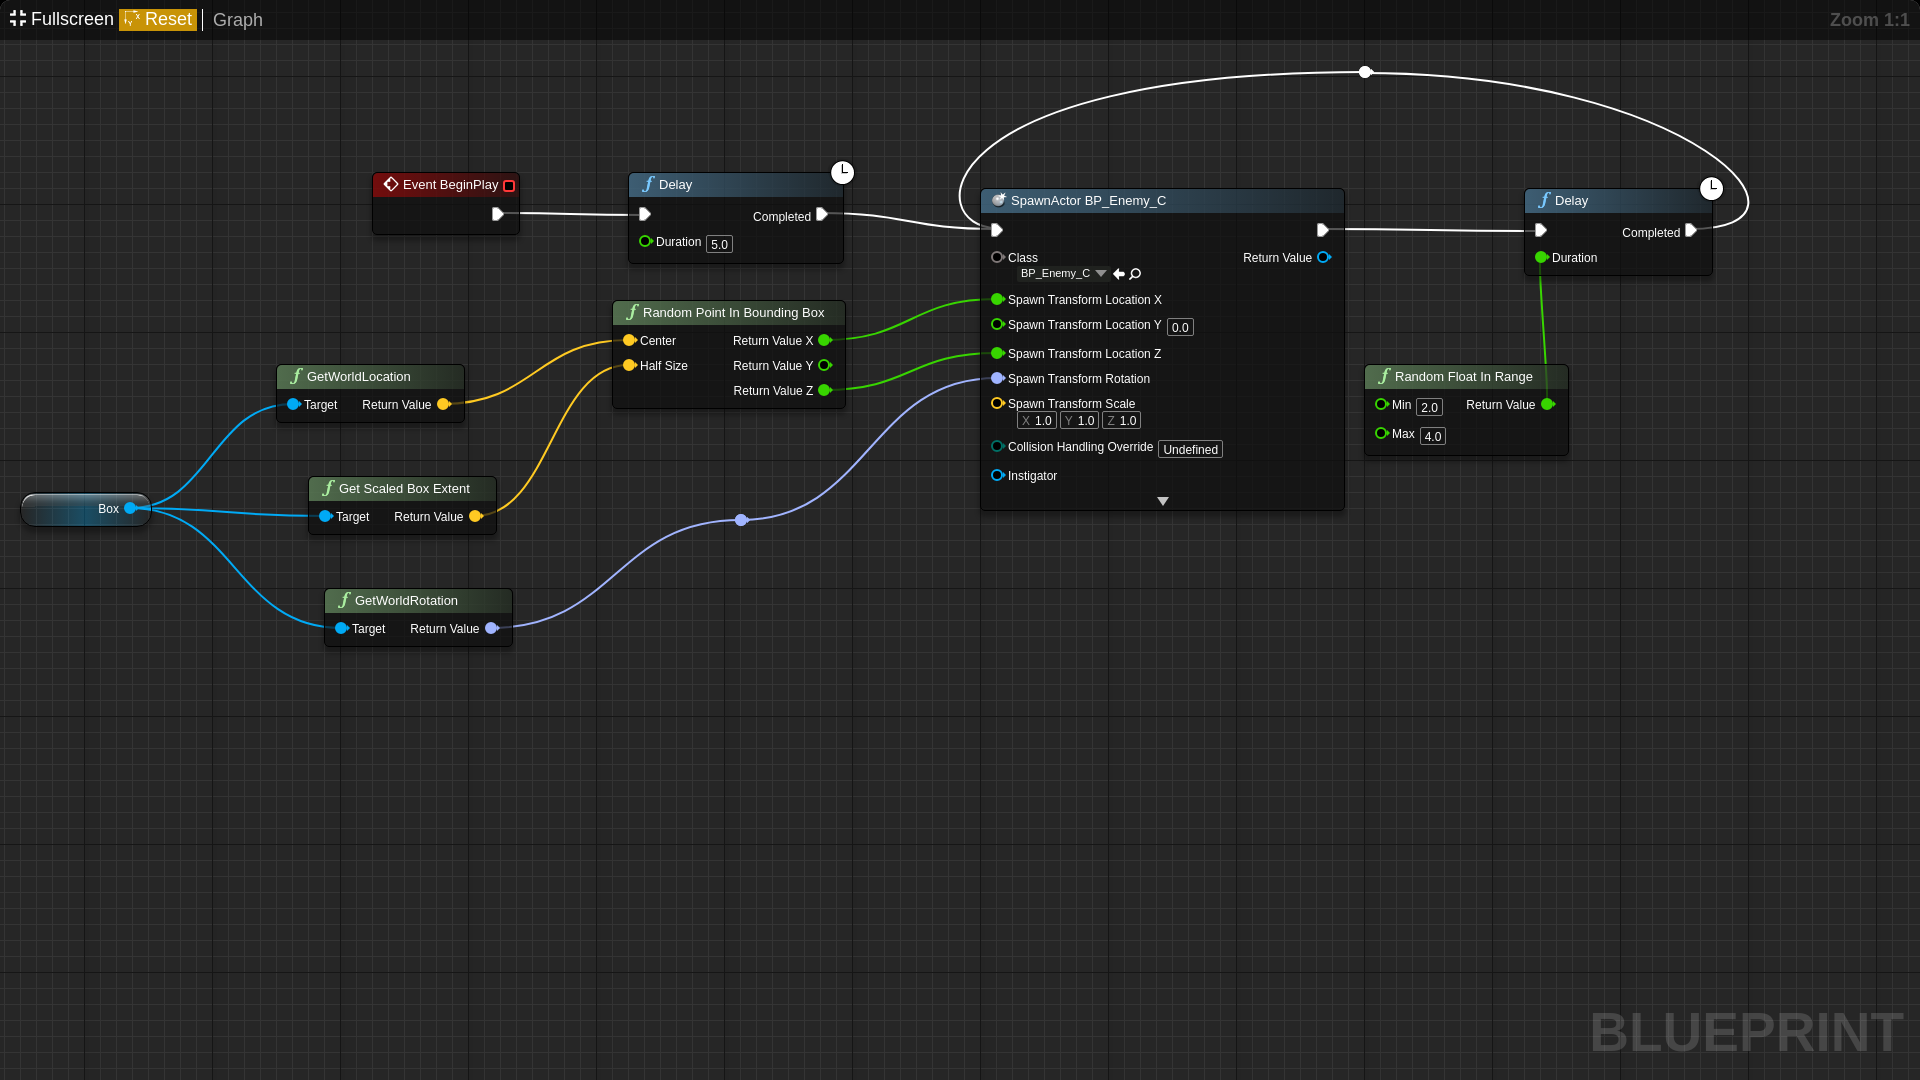 Fullscreen Reset Graph
Zoom 1:1
Event BeginPlay
Delay
Completed
Duration 5.0
SpawnActor BP_Enemy_C
Class
BP_Enemy_C
Return Value
Spawn Transform Location X
Spawn Transform Location Y 0.0
Spawn Transform Location Z
Spawn Transform Rotation
Spawn Transform Scale
X 1.0 Y 1.0 Z 1.0
Collision Handling Override Undefined
Instigator
Delay
Completed
Duration
Random Point In Bounding Box
Center Return Value X
Half Size Return Value Y
Return Value Z
GetWorldLocation
Target Return Value
Random Float In Range
Min 2.0 Return Value
Max 4.0
Get Scaled Box Extent
Target Return Value
Box
GetWorldRotation
Target Return Value
BLUEPRINT